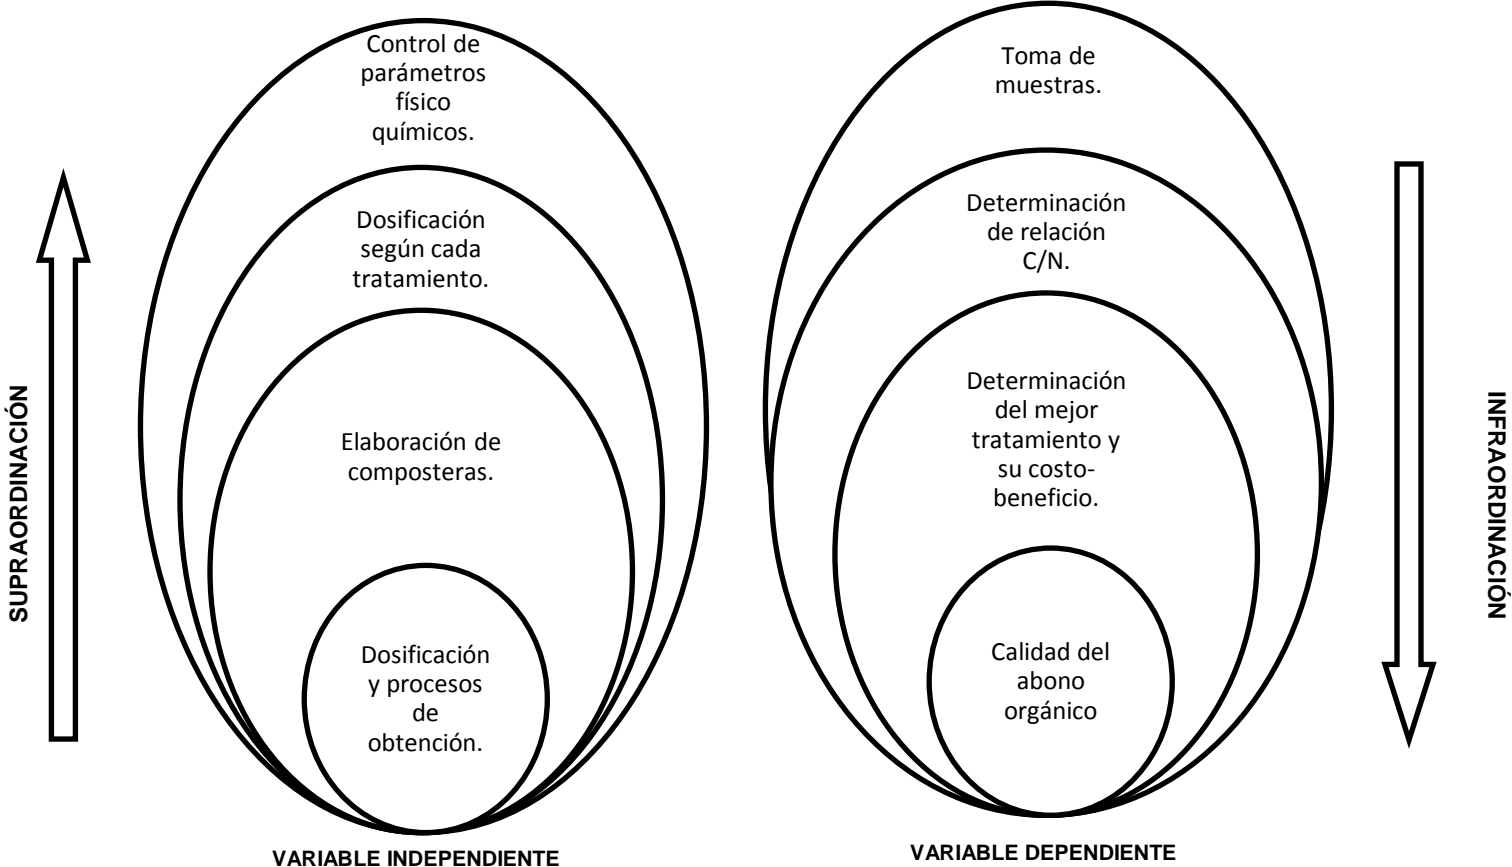 Control de
parámetros
físico
químicos.
Dosificación
según cada
tratamiento.
Elaboración de
composteras.
Dosificación
y procesos
de
obtención.
SUPRAORDINACIÓN
VARIABLE INDEPENDIENTE
Toma de
muestras.
Determinación
de relación
C/N.
Determinación
del mejor
tratamiento y
su costo-
beneficio.
Calidad del
abono
orgánico
INFRAORDINACIÓN
VARIABLE DEPENDIENTE